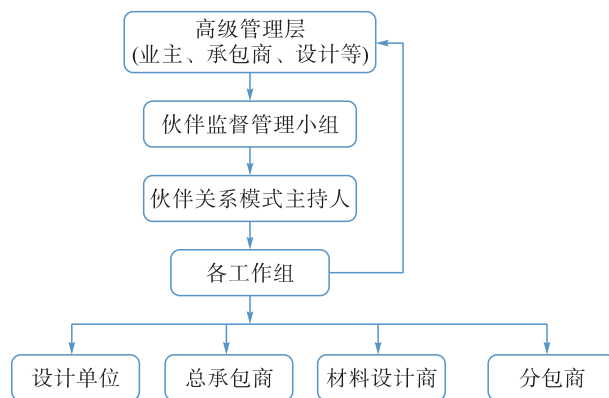 高级管理层
(业主、承包商、设计等)
伙伴监督管理小组
伙伴关系模式主持人
各工作组
设计单位
总承包商
材料设计商
分包商